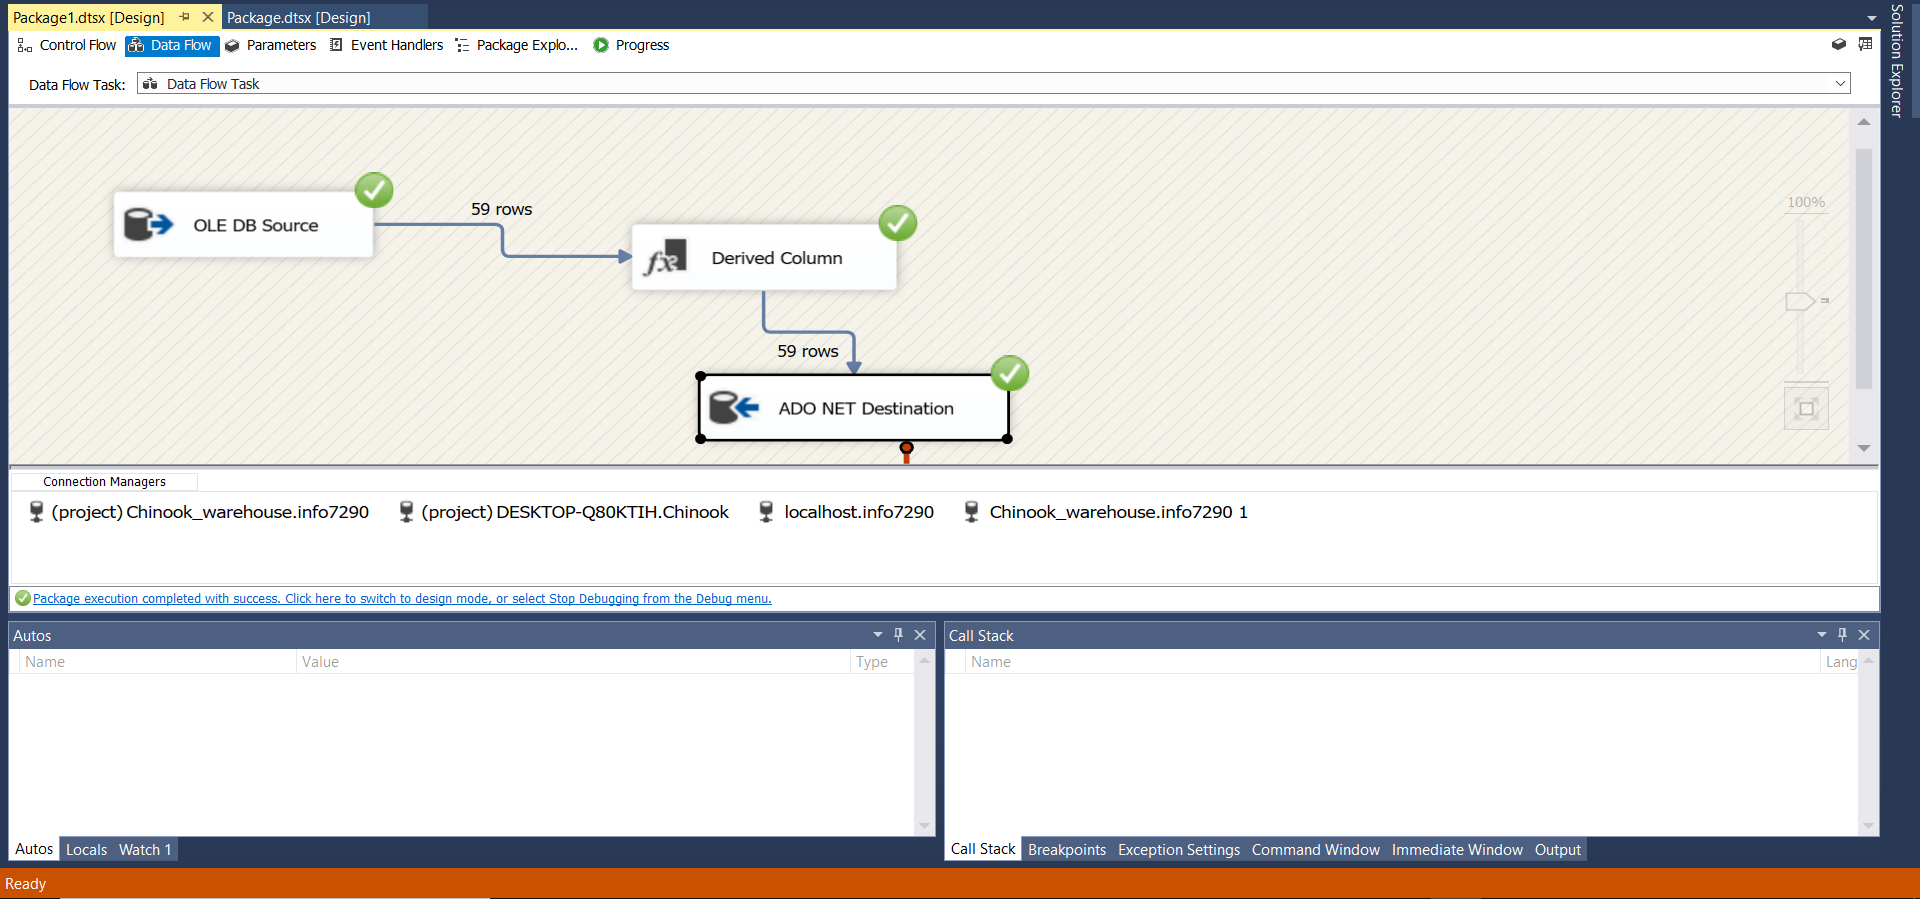 Package1.dtsx [Design]
Package.dtsx [Design]
Solution Explorer
Control Flow
Data Flow
Parameters
Event Handlers
Package Explo...
Progress
Data Flow Task:
Data Flow Task
OLE DB Source
59 rows
Derived Column
59 rows
ADO NET Destination
100%
Connection Managers
(project) Chinook_warehouse.info7290
(project) DESKTOP-Q80KTIH.Chinook
localhost.info7290
Chinook_warehouse.info7290 1
Package execution completed with success. Click here to switch to design mode, or select Stop Debugging from the Debug menu.
Autos
Name
Value
Type
Call Stack
Name
Lang
Autos
Locals
Watch 1
Call Stack
Breakpoints
Exception Settings
Command Window
Immediate Window
Output
Ready